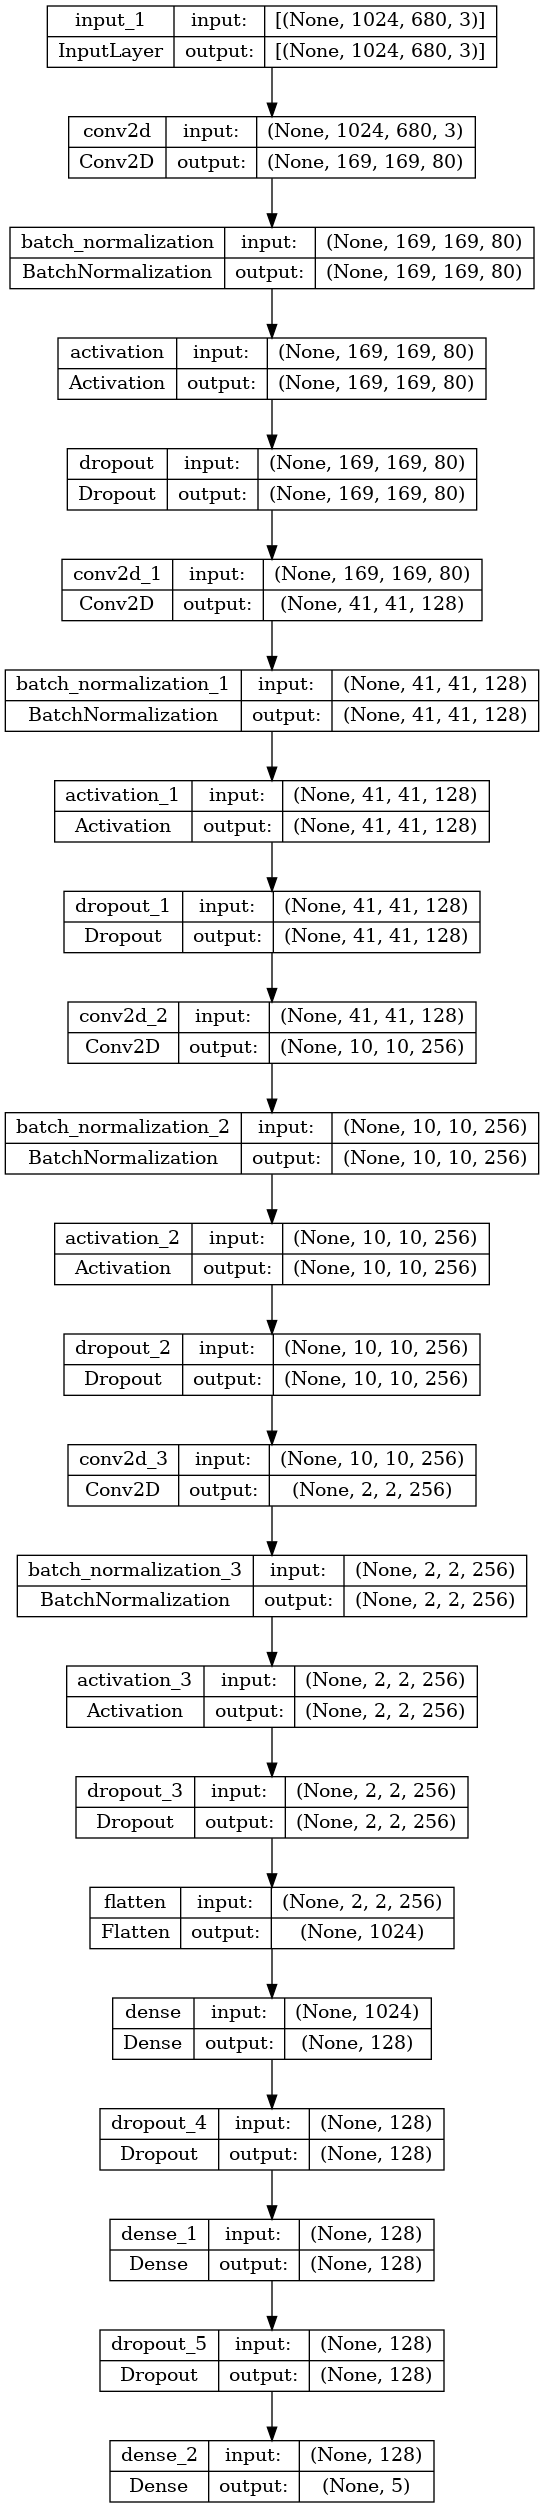 input_1 input: [(None, 1024, 680, 3)]
InputLayer output: [(None, 1024, 680, 3)]
conv2d input: (None, 1024, 680, 3)
Conv2D output: (None, 169, 169, 80)
batch_normalization input: (None, 169, 169, 80)
BatchNormalization output: (None, 169, 169, 80)
activation input: (None, 169, 169, 80)
Activation output: (None, 169, 169, 80)
dropout input: (None, 169, 169, 80)
Dropout output: (None, 169, 169, 80)
conv2d_1 input: (None, 169, 169, 80)
Conv2D output: (None, 41, 41, 128)
batch_normalization_1 input: (None, 41, 41, 128)
BatchNormalization output: (None, 41, 41, 128)
activation_1 input: (None, 41, 41, 128)
Activation output: (None, 41, 41, 128)
dropout_1 input: (None, 41, 41, 128)
Dropout output: (None, 41, 41, 128)
conv2d_2 input: (None, 41, 41, 128)
Conv2D output: (None, 10, 10, 256)
batch_normalization_2 input: (None, 10, 10, 256)
BatchNormalization output: (None, 10, 10, 256)
activation_2 input: (None, 10, 10, 256)
Activation output: (None, 10, 10, 256)
dropout_2 input: (None, 10, 10, 256)
Dropout output: (None, 10, 10, 256)
conv2d_3 input: (None, 10, 10, 256)
Conv2D output: (None, 2, 2, 256)
batch_normalization_3 input: (None, 2, 2, 256)
BatchNormalization output: (None, 2, 2, 256)
activation_3 input: (None, 2, 2, 256)
Activation output: (None, 2, 2, 256)
dropout_3 input: (None, 2, 2, 256)
Dropout output: (None, 2, 2, 256)
flatten input: (None, 2, 2, 256)
Flatten output: (None, 1024)
dense input: (None, 1024)
Dense output: (None, 128)
dropout_4 input: (None, 128)
Dropout output: (None, 128)
dense_1 input: (None, 128)
Dense output: (None, 128)
dropout_5 input: (None, 128)
Dropout output: (None, 128)
dense_2 input: (None, 128)
Dense output: (None, 5)